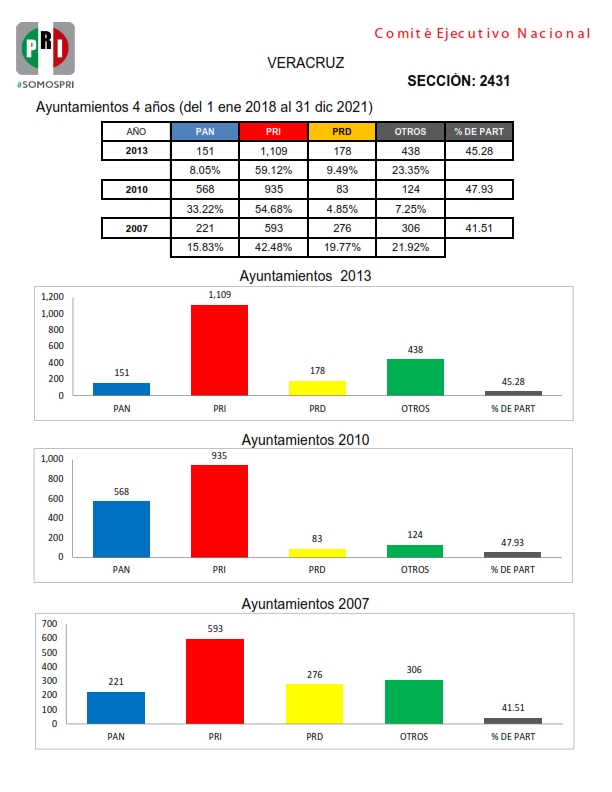 Comité Ejecutivo Nacional
PRI
#SOMOSPRI
VERACRUZ
SECCIÓN: 2431
Ayuntamientos 4 años (del 1 ene 2018 al 31 dic 2021)
AÑO PAN PRI PRD OTROS % DE PART
2013 151 1,109 178 438 45.28
8.05% 59.12% 9.49% 23.35%
2010 568 935 83 124 47.93
33.22% 54.68% 4.85% 7.25%
2007 221 593 276 306 41.51
15.83% 42.48% 19.77% 21.92%
Ayuntamientos 2013
1,200
1,000
800
600
400
200
0
151 1,109 178 438 45.28
PAN PRI PRD OTROS % DE PART
Ayuntamientos 2010
1,000
800
600
400
200
0
568 935 83 124 47.93
PAN PRI PRD OTROS % DE PART
Ayuntamientos 2007
700
600
500
400
300
200
100
0
221 593 276 306 41.51
PAN PRI PRD OTROS % DE PART